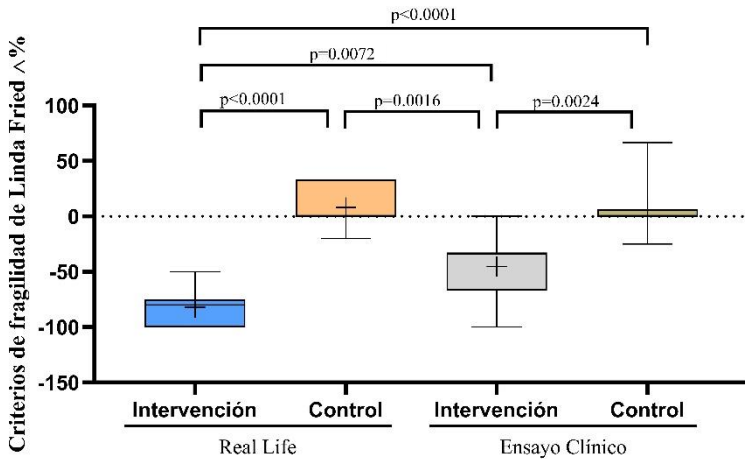 p<0.0001
p=0.0072
p<0.0001
p=0.0016
p=0.0024
Criterios de fragilidad de Linda Fried ^%
100
50
0
-50
-100
-150
Intervención
Control
Intervención
Control
Real Life
Ensayo Clínico